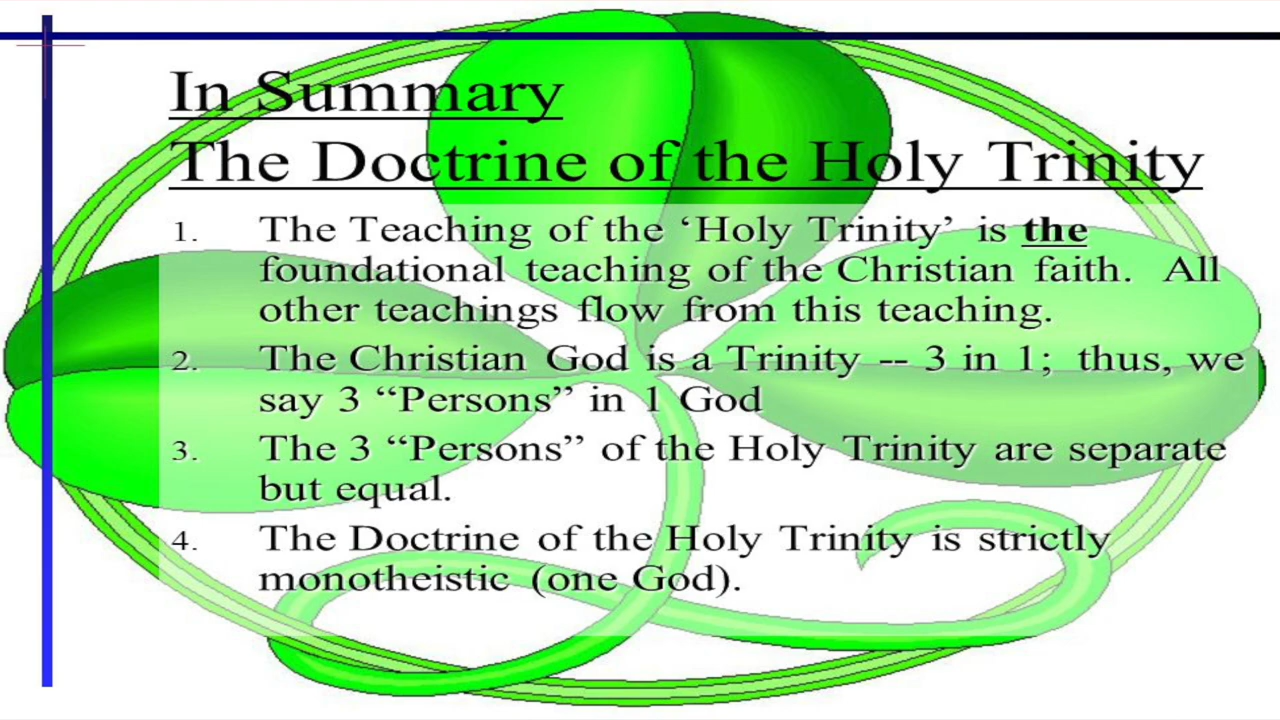 In Summary
The Doctrine of the Holy Trinity
1. The Teaching of the ‘Holy Trinity’ is the
foundational teaching of the Christian faith. All
other teachings flow from this teaching.
2. The Christian God is a Trinity -- 3 in 1; thus, we
say 3 “Persons” in 1 God
3. The 3 “Persons” of the Holy Trinity are separate
but equal.
4. The Doctrine of the Holy Trinity is strictly
monotheistic (one God).